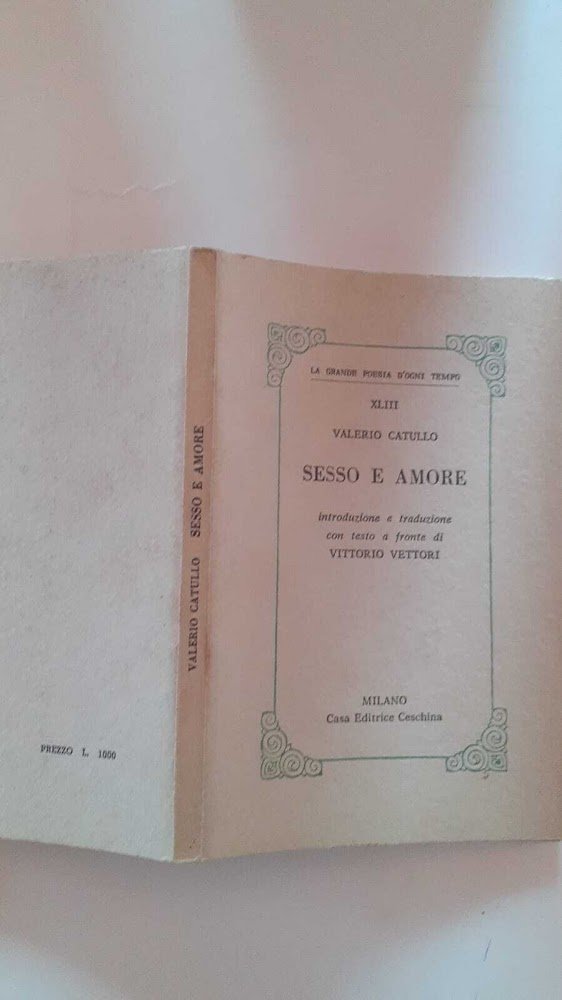 LA GRANDE POESIA D'OGNI TEMPO
XLIII
VALERIO CATULLO
SESSO E AMORE
introduzione e traduzione
con testo a fronte di
VITTORIO VETTORI
MILANO
Casa Editrice Ceschina
VALERIO CATULLO SESSO E AMORE
PREZZO L. 1000